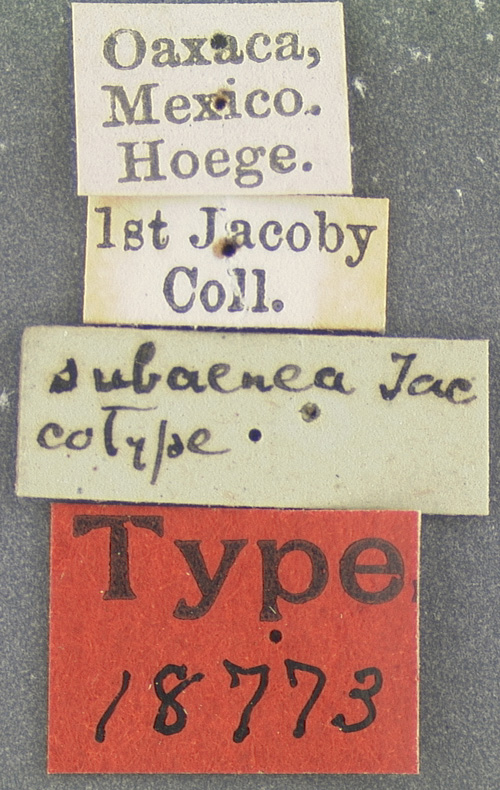 Oaxaca,
Mexico.
Hoege.
1st Jacoby
Coll.
subaenea Jac
coType
Type.
18773